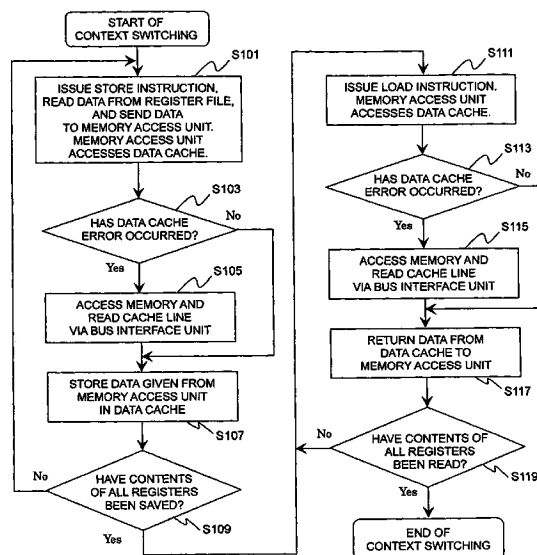 START OF
CONTEXT SWITCHING
S101
ISSUE STORE INSTRUCTION,
READ DATA FROM REGISTER FILE,
AND SEND DATA
TO MEMORY ACCESS UNIT.
MEMORY ACCESS UNIT
ACCESSES DATA CACHE.
S103
HAS DATA CACHE
ERROR OCCURRED?
No
Yes
S105
ACCESS MEMORY AND
READ CACHE LINE
VIA BUS INTERFACE UNIT
STORE DATA GIVEN FROM
MEMORY ACCESS UNIT
IN DATA CACHE
S107
No
HAVE CONTENTS
OF ALL REGISTERS
BEEN SAVED?
S109
Yes
S111
ISSUE LOAD INSTRUCTION.
MEMORY ACCESS UNIT
ACCESSES DATA CACHE.
S113
HAS DATA CACHE
ERROR OCCURRED?
No
Yes
S115
ACCESS MEMORY AND
READ CACHE LINE
VIA BUS INTERFACE UNIT
RETURN DATA FROM
DATA CACHE TO
MEMORY ACCESS UNIT
S117
No
HAVE CONTENTS OF
ALL REGISTERS
BEEN READ?
S119
Yes
END OF
CONTEXT SWITCHING